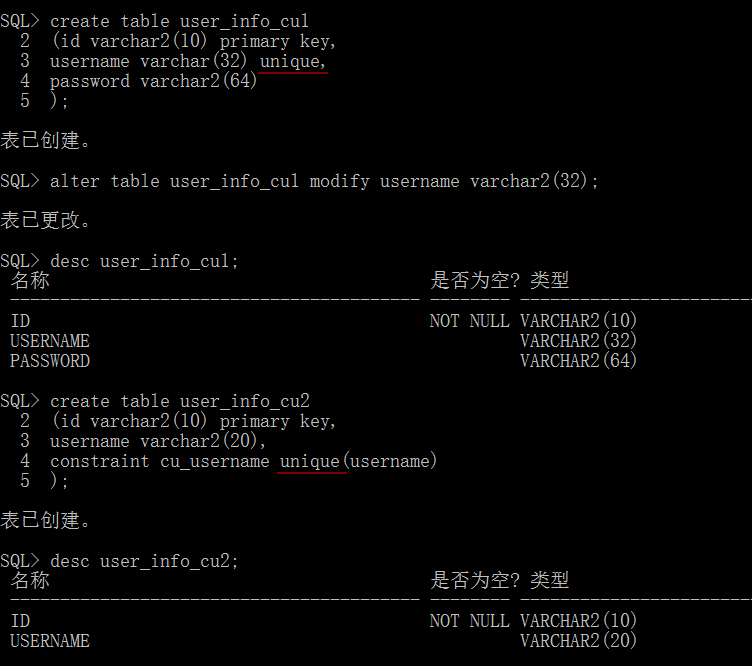 SQL> create table user_info_cu1
2 (id varchar2(10) primary key,
3 username varchar(32) unique,
4 password varchar2(64)
5 );
表已创建。
SQL> alter table user_info_cu1 modify username varchar2(32);
表已更改。
SQL> desc user_info_cu1;
名称 是否为空? 类型
----------------------------------------- -------- ----------------------------
ID NOT NULL VARCHAR2(10)
USERNAME VARCHAR2(32)
PASSWORD VARCHAR2(64)
SQL> create table user_info_cu2
2 (id varchar2(10) primary key,
3 username varchar2(20),
4 constraint cu_username unique(username)
5 );
表已创建。
SQL> desc user_info_cu2;
名称 是否为空? 类型
----------------------------------------- -------- ----------------------------
ID NOT NULL VARCHAR2(10)
USERNAME VARCHAR2(20)